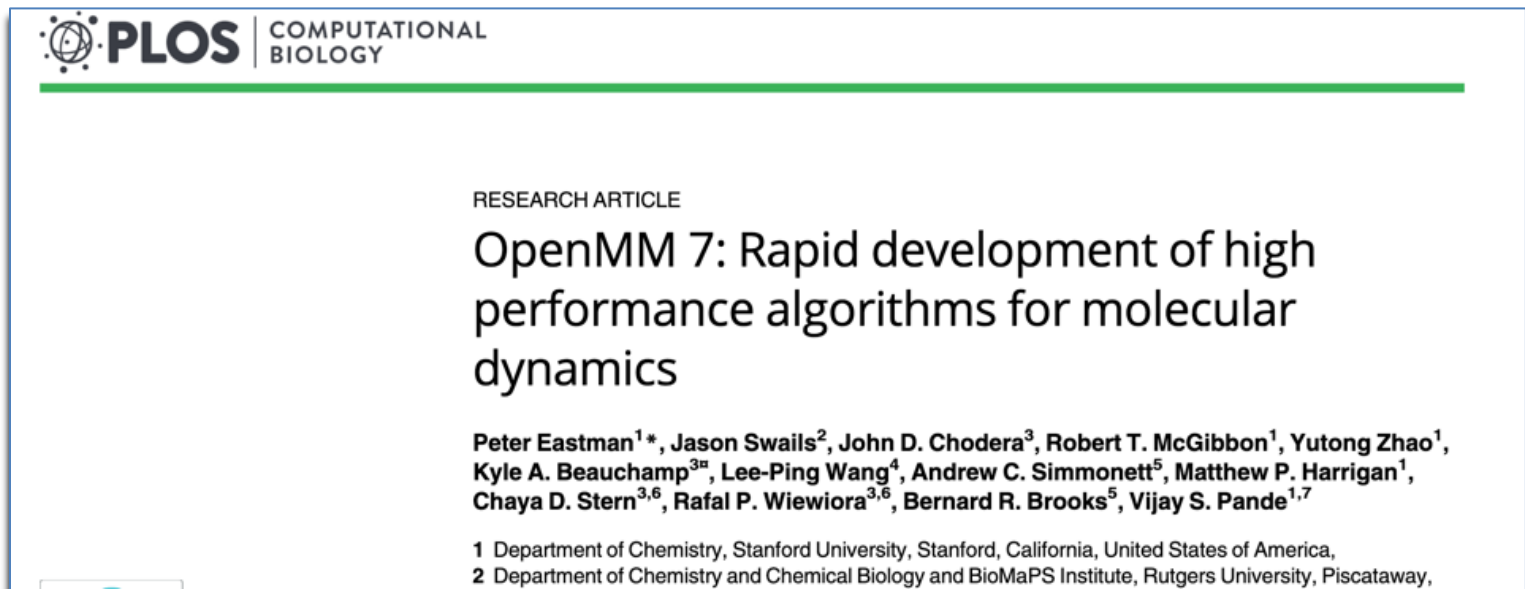 PLOS COMPUTATIONAL
BIOLOGY
RESEARCH ARTICLE
OpenMM 7: Rapid development of high
performance algorithms for molecular
dynamics
Peter Eastman1*, Jason Swails2, John D. Chodera3, Robert T. McGibbon1, Yutong Zhao1,
Kyle A. Beauchamp3¤, Lee-Ping Wang4, Andrew C. Simmonett5, Matthew P. Harrigan1,
Chaya D. Stern3,6, Rafal P. Wiewiora3,6, Bernard R. Brooks5, Vijay S. Pande1,7
1 Department of Chemistry, Stanford University, Stanford, California, United States of America,
2 Department of Chemistry and Chemical Biology and BioMaPS Institute, Rutgers University, Piscataway,